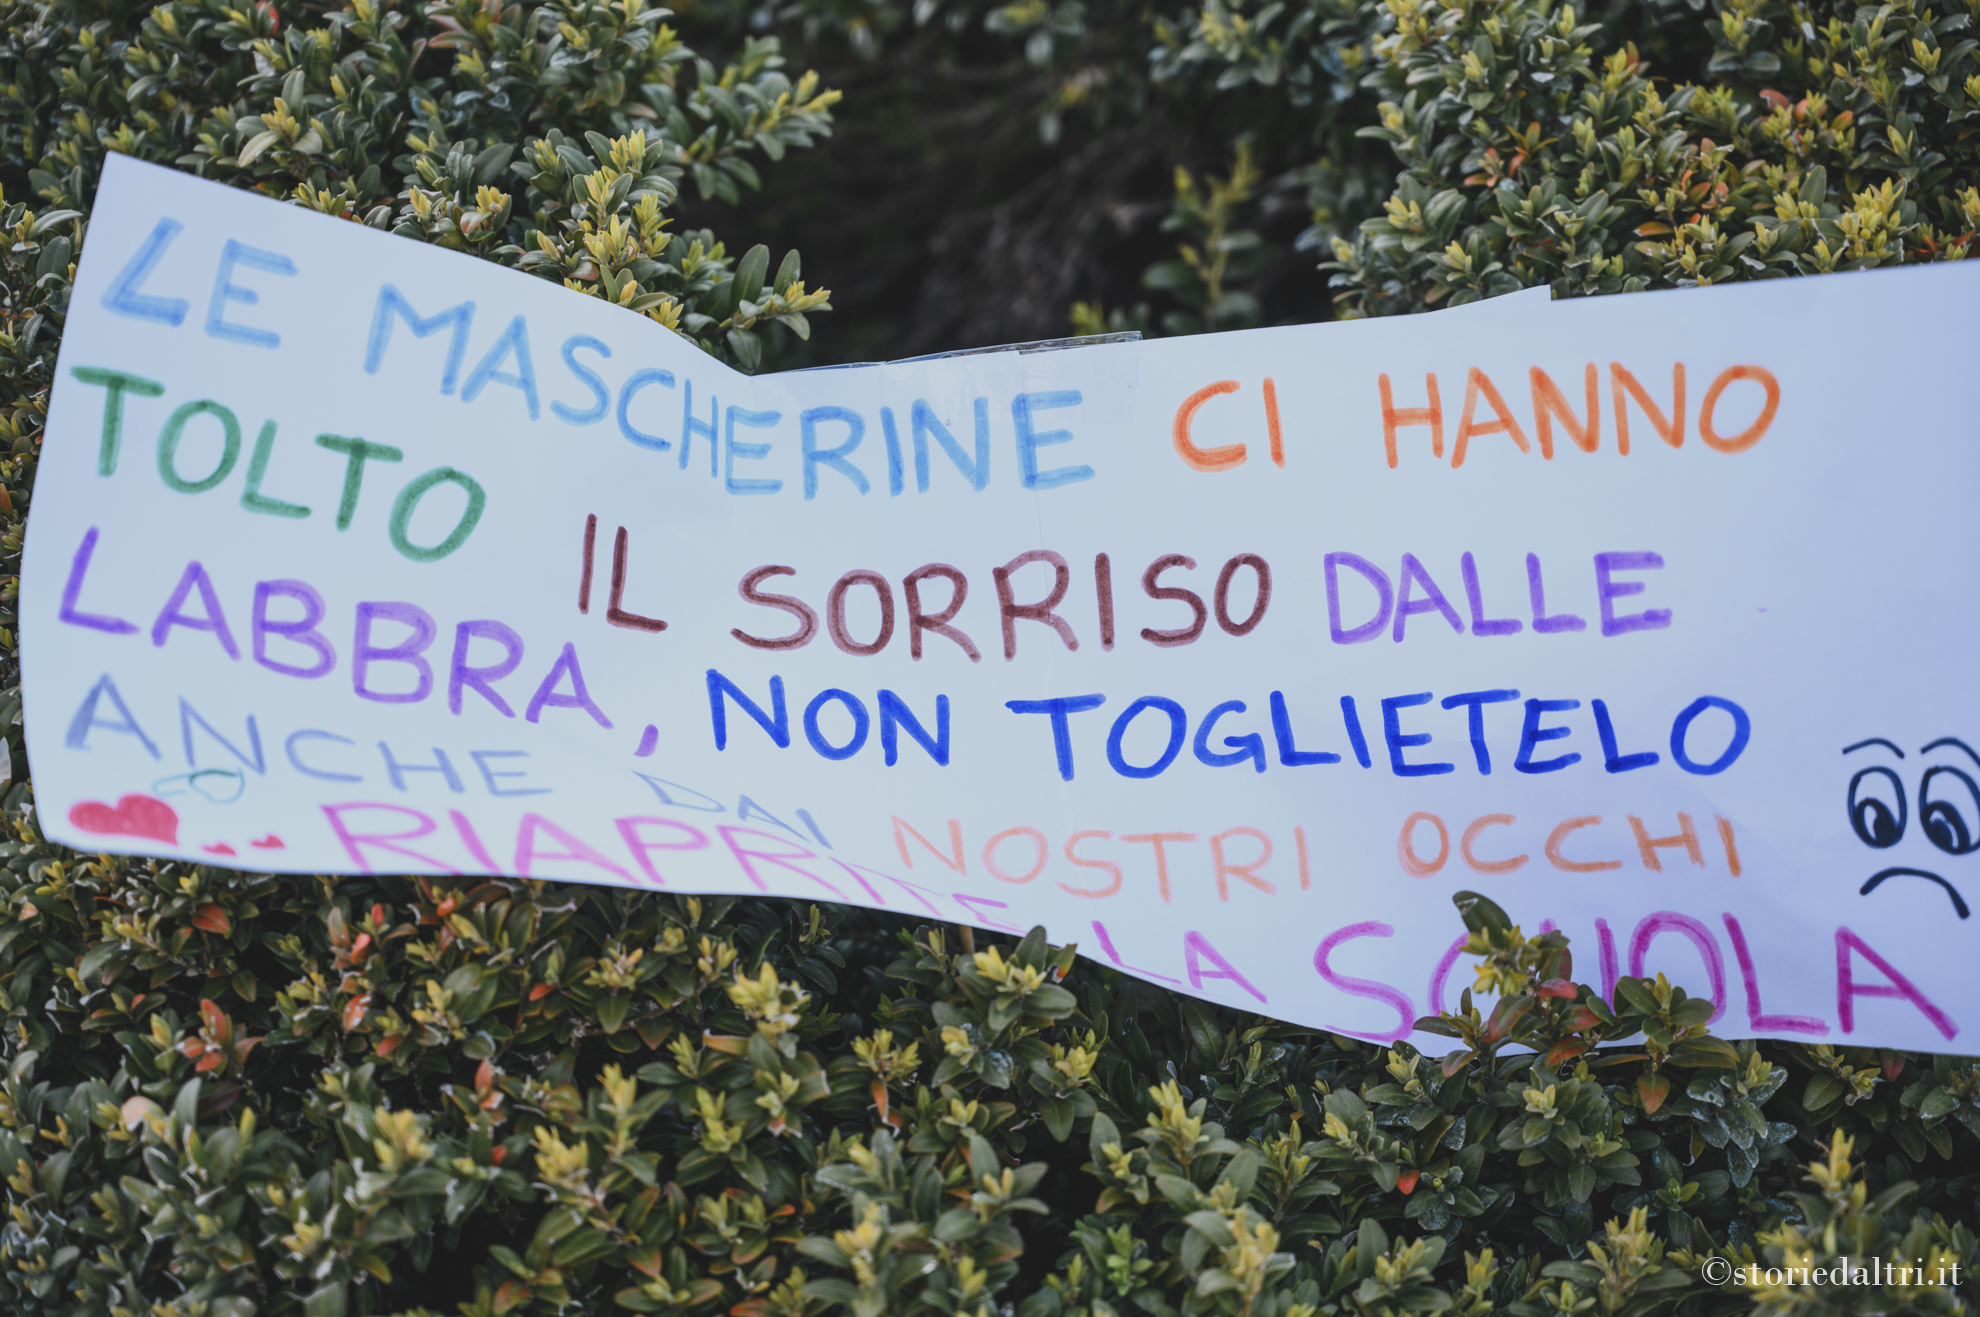 LE MASCHERINE CI HANNO
TOLTO IL SORRISO DALLE
LABBRA, NON TOGLIETELO
ANCHE DAI NOSTRI OCCHI
RIAPRITE LA SCUOLA
©storiedaltri.it